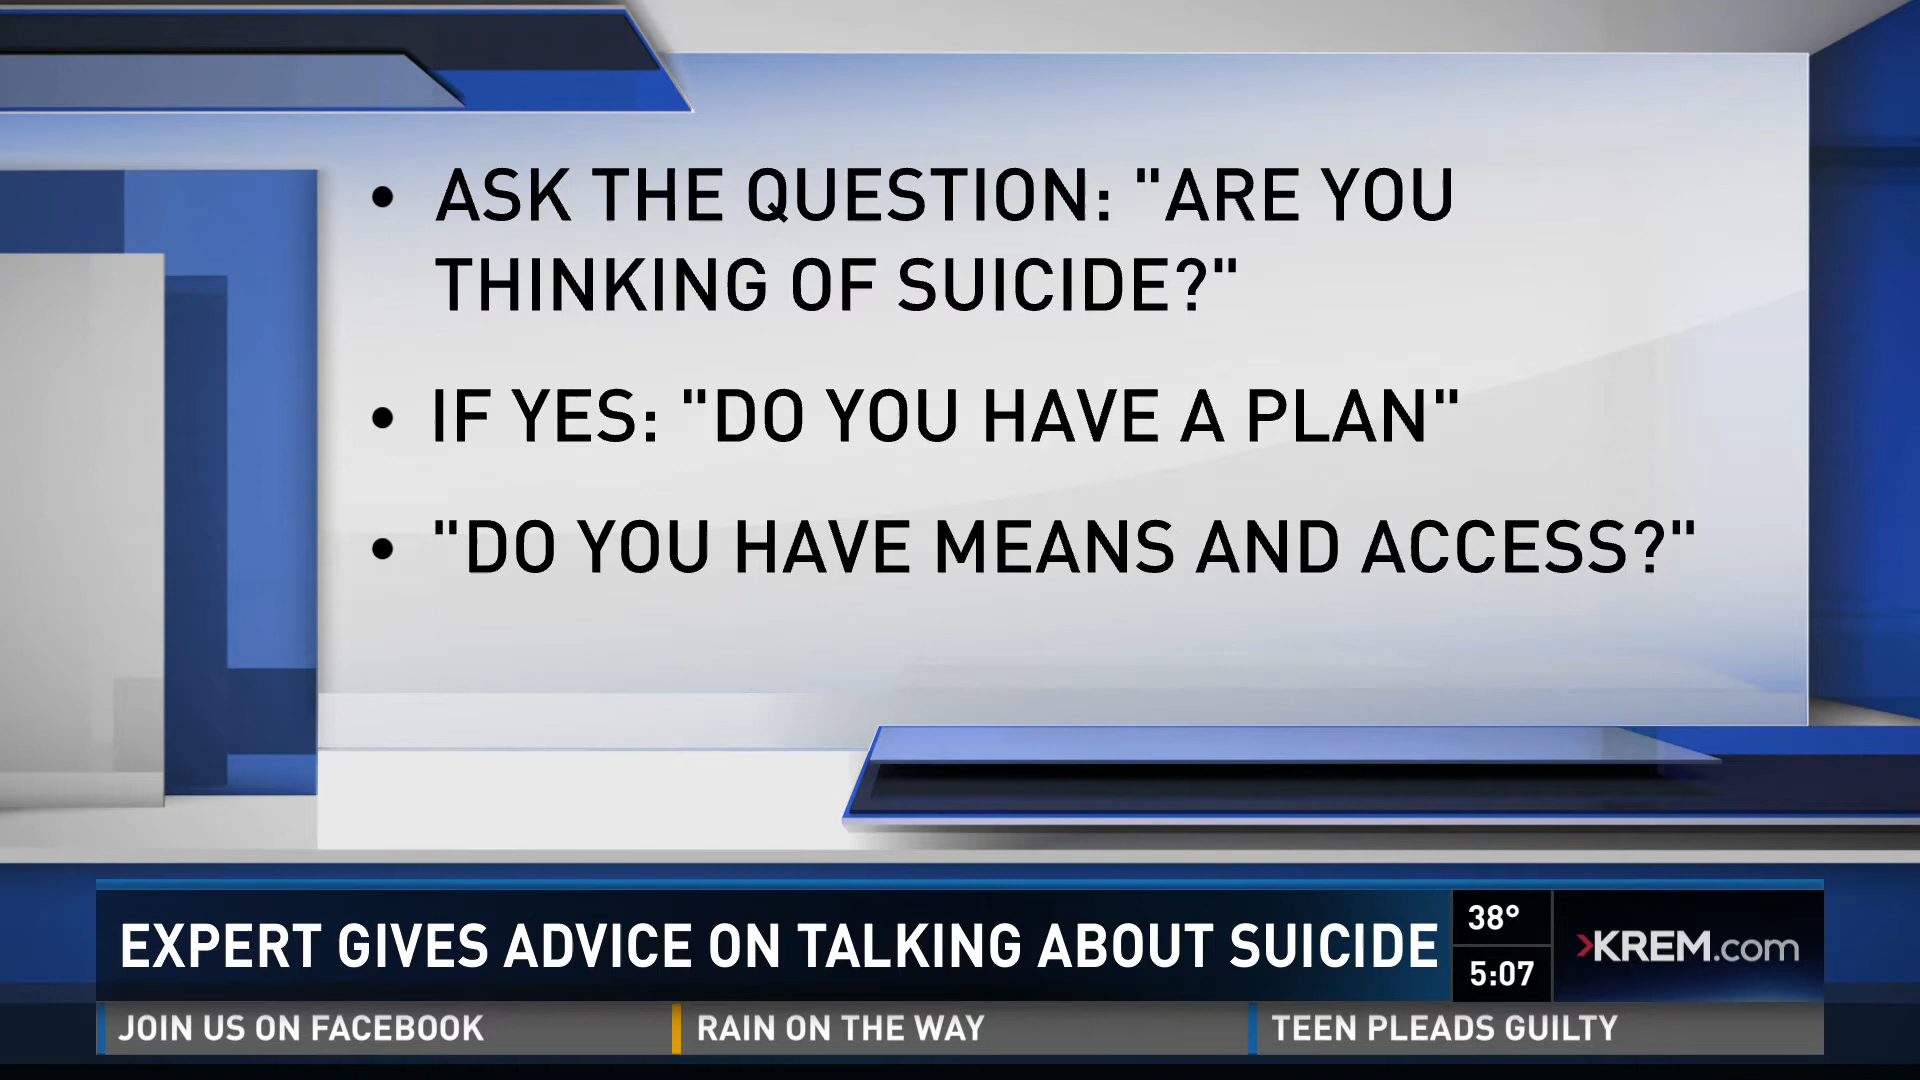 • ASK THE QUESTION: "ARE YOU
THINKING OF SUICIDE?"
• IF YES: "DO YOU HAVE A PLAN"
• "DO YOU HAVE MEANS AND ACCESS?"
EXPERT GIVES ADVICE ON TALKING ABOUT SUICIDE
38°
5:07
KREM.com
JOIN US ON FACEBOOK
RAIN ON THE WAY
TEEN PLEADS GUILTY